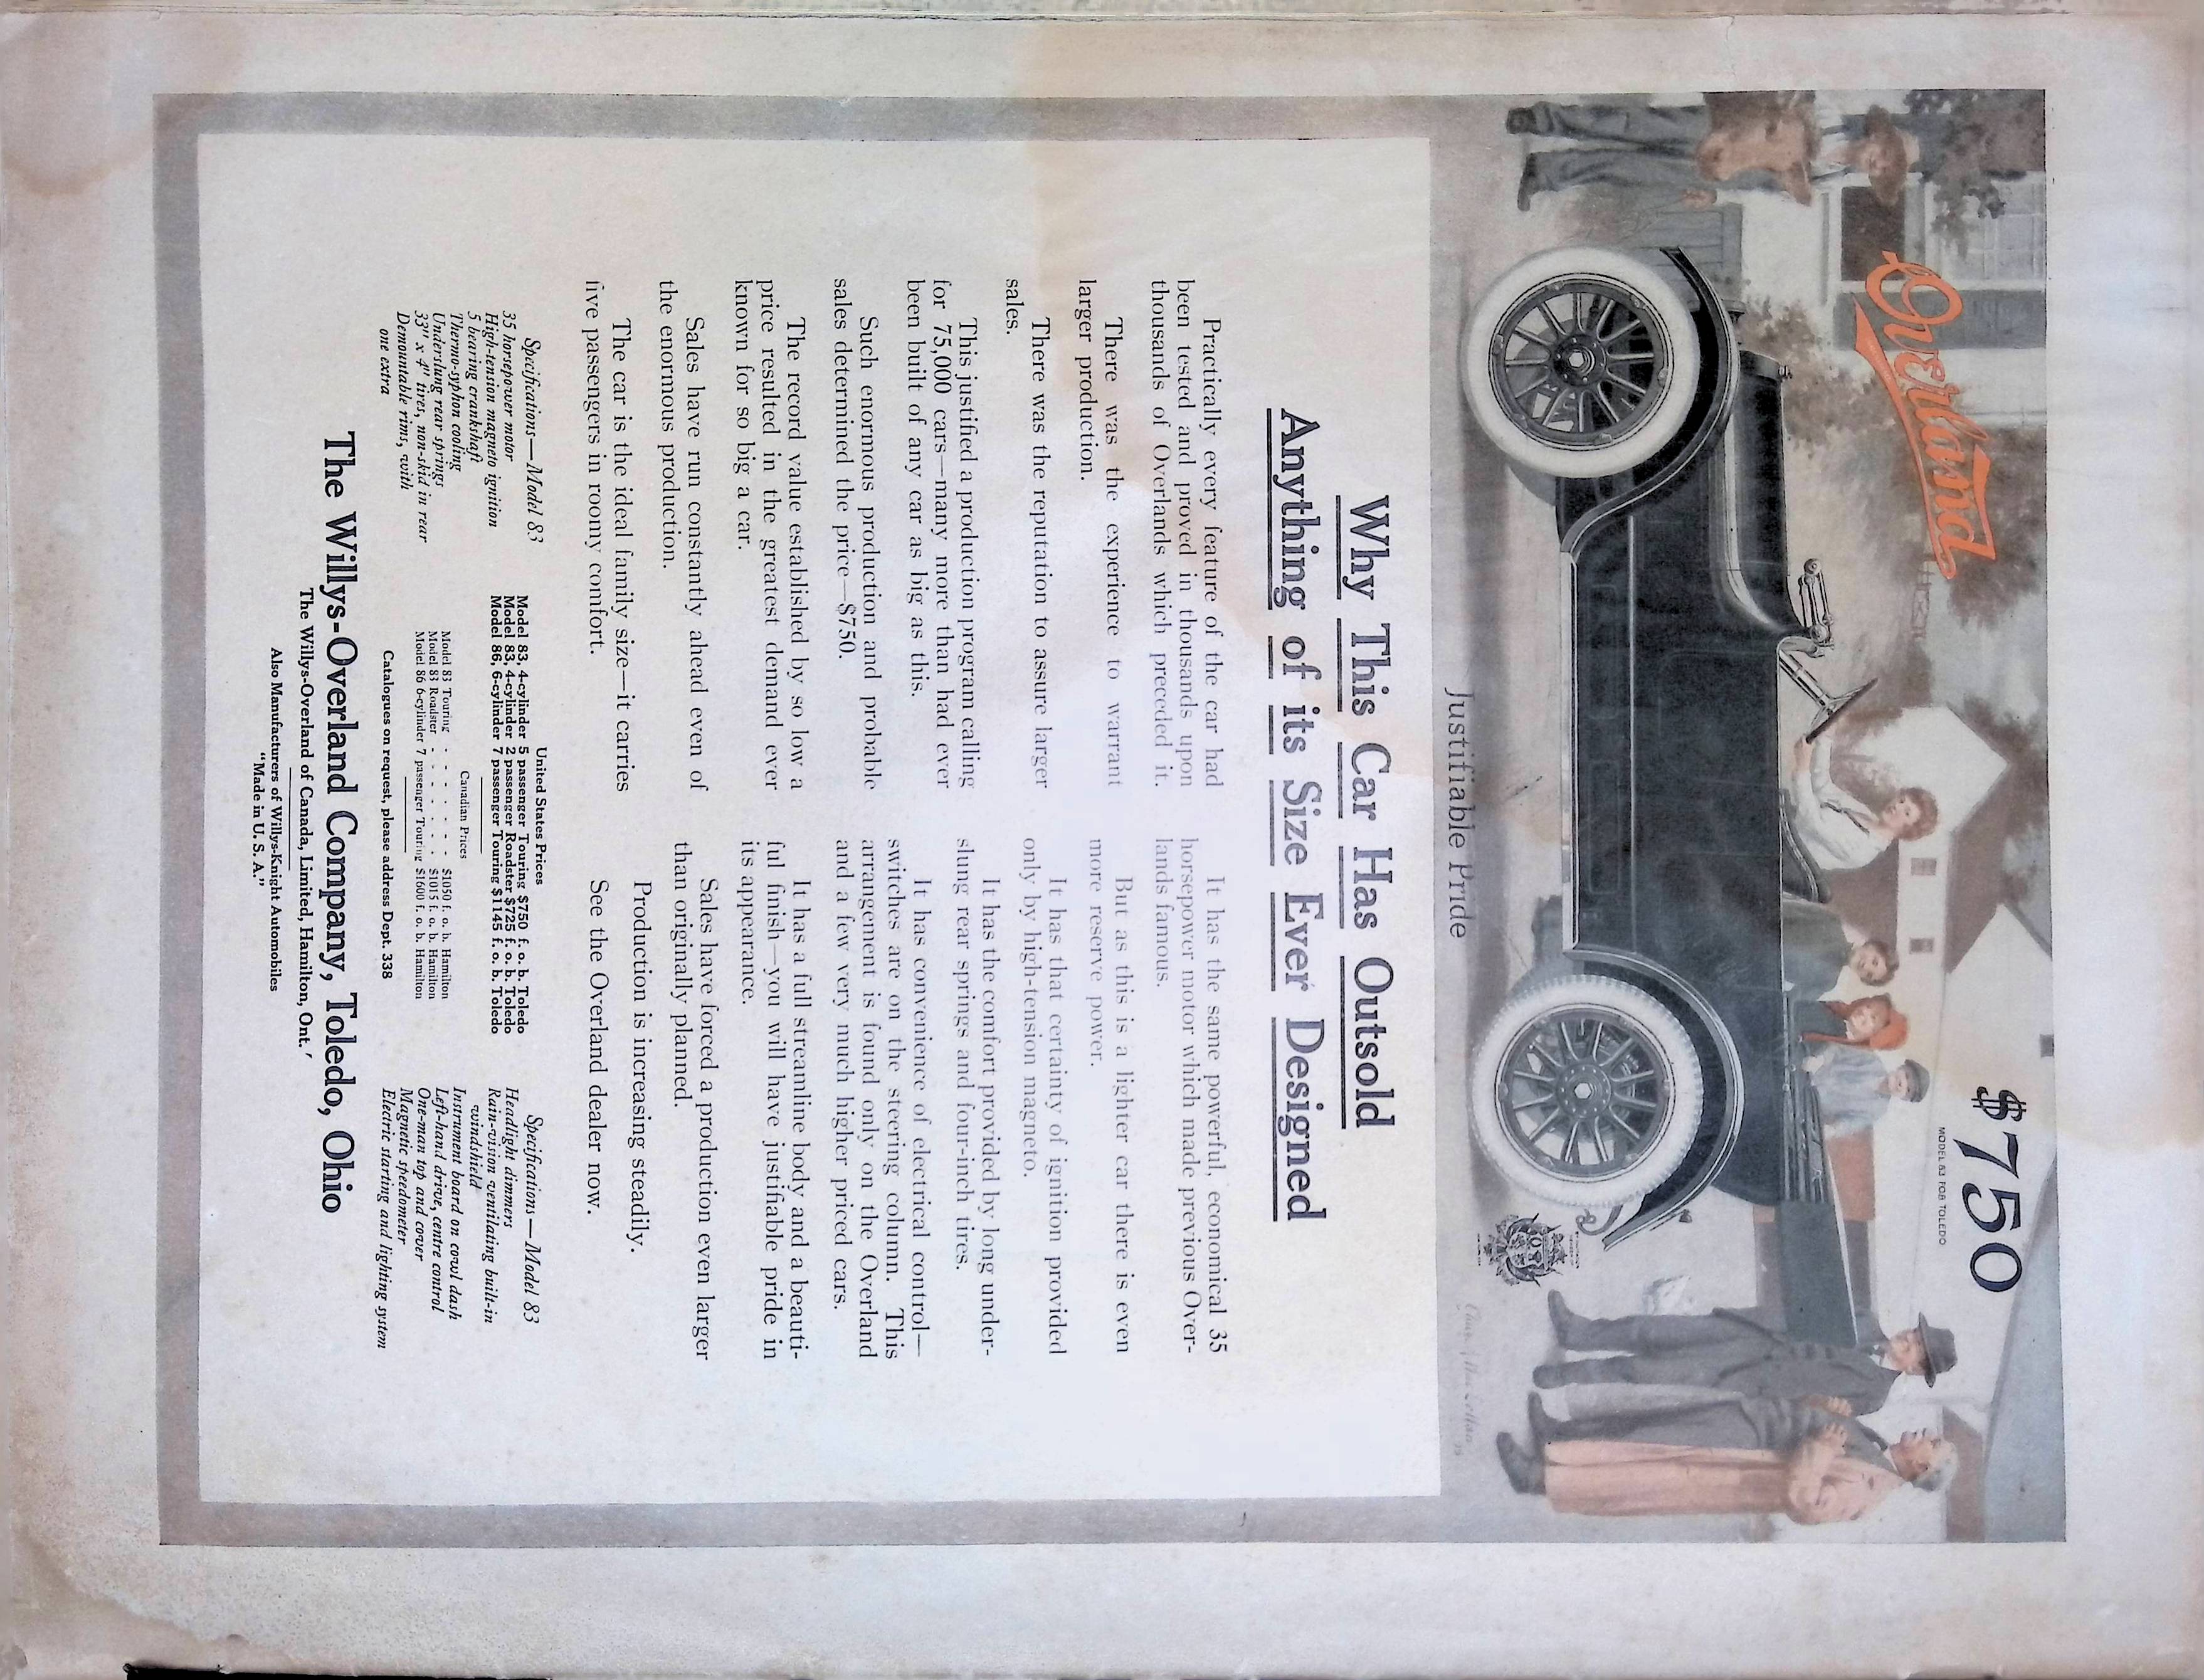 Overland
$750
MODEL 83 FOB TOLEDO
Justifiable Pride
Why This Car Has Outsold
Anything of its Size Ever Designed
Practically every feature of the car had
been tested and proved in thousands upon
thousands of Overlands which preceded it.
There was the experience to warrant
larger production.
There was the reputation to assure larger
sales.
This justified a production program calling
for 75,000 cars—many more than had ever
been built of any car as big as this.
Such enormous production and probable
sales determined the price—$750.
The record value established by so low a
price resulted in the greatest demand ever
known for so big a car.
Sales have run constantly ahead even of
the enormous production.
The car is the ideal family size—it carries
five passengers in roomy comfort.
It has the same powerful, economical 35
horsepower motor which made previous Over-
lands famous.
But as this is a lighter car there is even
more reserve power.
It has that certainty of ignition provided
only by high-tension magneto.
It has the comfort provided by long under-
slung rear springs and four-inch tires.
It has convenience of electrical control—
switches are on the steering column. This
arrangement is found only on the Overland
and a few very much higher priced cars.
It has a full streamline body and a beauti-
ful finish—you will have justifiable pride in
its appearance.
Sales have forced a production even larger
than originally planned.
Production is increasing steadily.
See the Overland dealer now.
Specifications—Model 83
35 horsepower motor
High-tension magneto ignition
5 bearing crankshaft
Thermo-syphon cooling
Underslung rear springs
33" x 4" tires, non-skid in rear
Demountable rims, with
one extra
United States Prices
Model 83, 4-cylinder 5 passenger Touring $750 f. o. b. Toledo
Model 83, 4-cylinder 2 passenger Roadster $725 f. o. b. Toledo
Model 86, 6-cylinder 7 passenger Touring $1145 f. o. b. Toledo
Canadian Prices
Model 83 Touring - - - - - - $1050 f. o. b. Hamilton
Model 83 Roadster - - - - - - $1015 f. o. b. Hamilton
Model 86 6-cylinder 7 passenger Touring $1600 f. o. b. Hamilton
Catalogues on request, please address Dept. 338
Specifications—Model 83
Headlight dimmers
Rain-vision ventilating built-in
windshield
Instrument board on cowl dash
Left-hand drive, centre control
One-man top and cover
Magnetic speedometer
Electric starting and lighting system
The Willys-Overland Company, Toledo, Ohio
The Willys-Overland of Canada, Limited, Hamilton, Ont.
Also Manufacturers of Willys-Knight Automobiles
"Made in U. S. A."